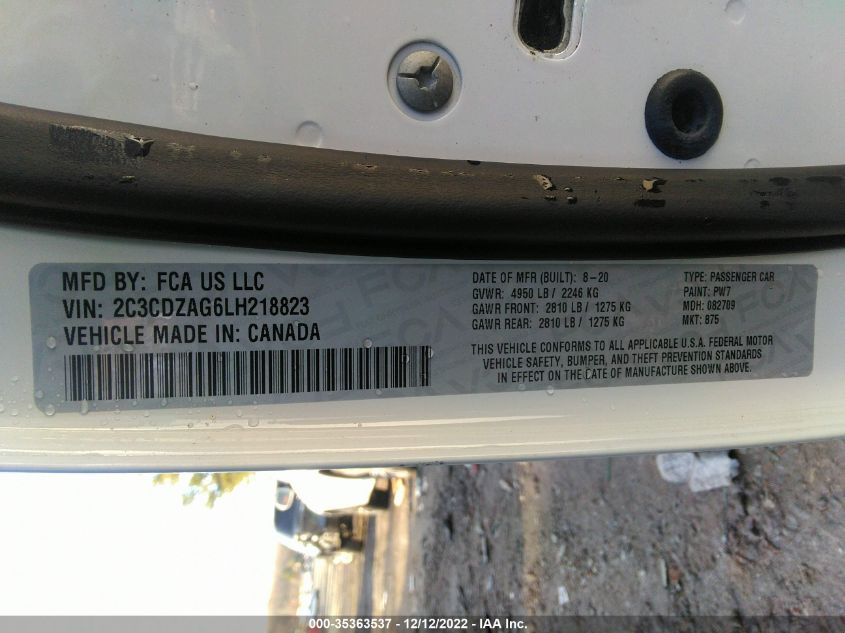 MFD BY: FCA US LLC
VIN: 2C3CDZAG6LH218823
VEHICLE MADE IN: CANADA
DATE OF MFR (BUILT): 8-20
GVWR: 4950 LB / 2246 KG
GAWR FRONT: 2810 LB / 1275 KG
GAWR REAR: 2810 LB / 1275 KG
TYPE: PASSENGER CAR
PAINT: PW7
MDH: 082709
MKT: 875
THIS VEHICLE CONFORMS TO ALL APPLICABLE U.S.A. FEDERAL MOTOR
VEHICLE SAFETY, BUMPER, AND THEFT PREVENTION STANDARDS
IN EFFECT ON THE DATE OF MANUFACTURE SHOWN ABOVE.
000-35363537 - 12/12/2022 - IAA Inc.